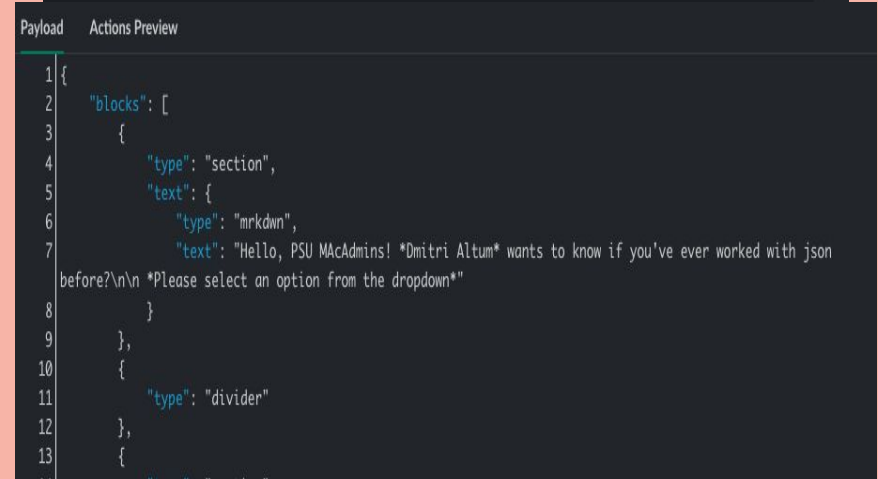 Payload Actions Preview
1 {
2 "blocks": [
3 {
4 "type": "section",
5 "text": {
6 "type": "mrkdwn",
7 "text": "Hello, PSU MAcAdmins! *Dmitri Altum* wants to know if you've ever worked with json
before?\n\n *Please select an option from the dropdown*"
8 }
9 },
10 {
11 "type": "divider"
12 },
13 {